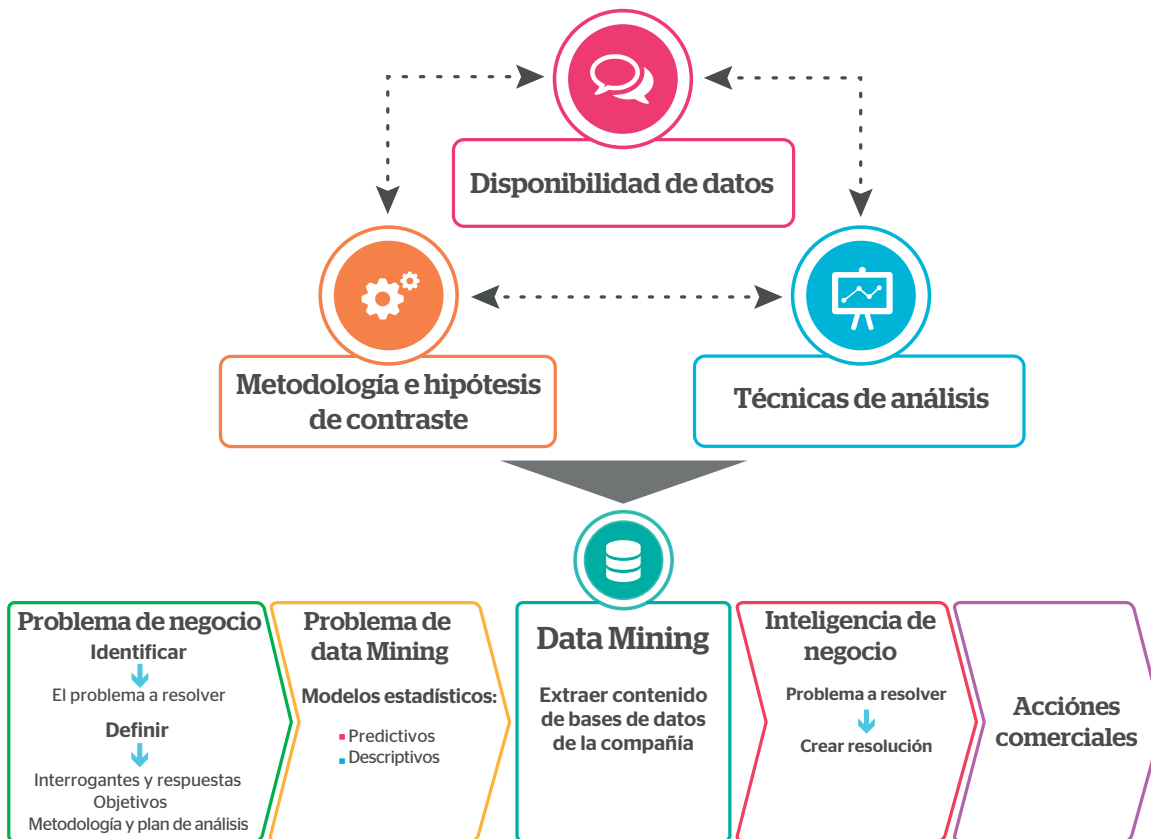 Disponibilidad de datos
Metodología e hipótesis
de contraste
Técnicas de análisis
Problema de negocio
Identificar
El problema a resolver
Definir
Interrogantes y respuestas
Objetivos
Metodología y plan de análisis
Problema de
data Mining
Modelos estadísticos:
Predictivos
Descriptivos
Data Mining
Extraer contenido
de bases de datos
de la compañía
Inteligencia de
negocio
Problema a resolver
Crear resolución
Acciónes
comerciales